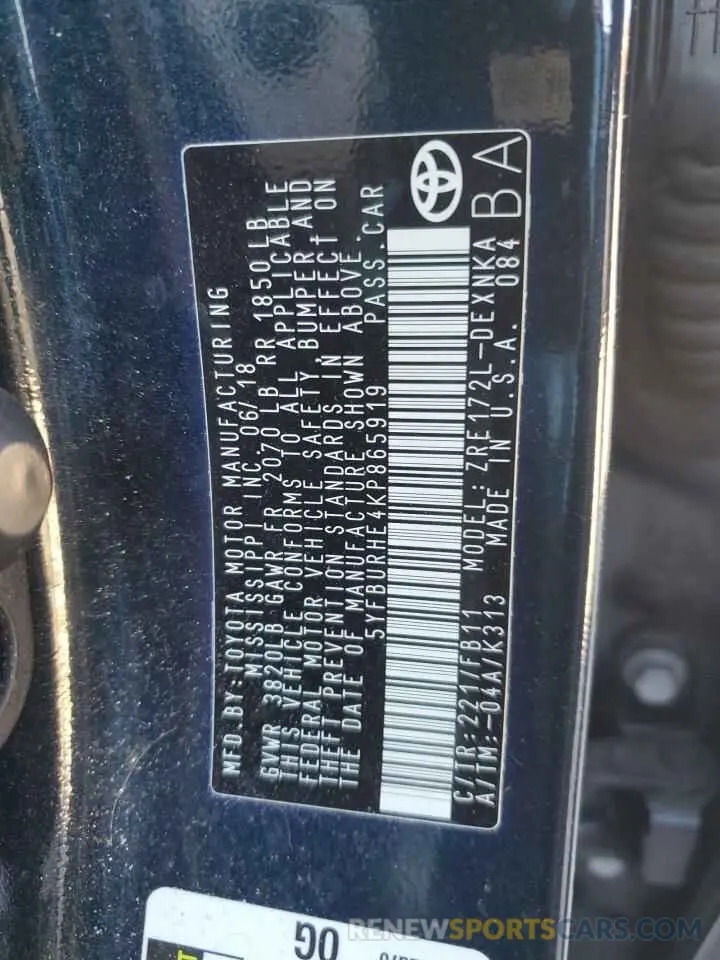 MFD.BY:TOYOTA MOTOR MANUFACTURING
MISSISSIPPI INC. 06/18
GVWR 3820LB GAWR FR 2070 LB RR 1850 LB
THIS VEHICLE CONFORMS TO ALL APPLICABLE
FEDERAL MOTOR VEHICLE SAFETY, BUMPER, AND
THEFT PREVENTION STANDARDS IN EFFECT ON
THE DATE OF MANUFACTURE SHOWN ABOVE.
5YFBURHE4KP865919 PASS.CAR
C/TR:221/FB11 MODEL:ZRE172L-DEXNKA
A/TM:-04A/K313 MADE IN U.S.A. 084
BA
OG
RENEWSPORTSCARS.COM